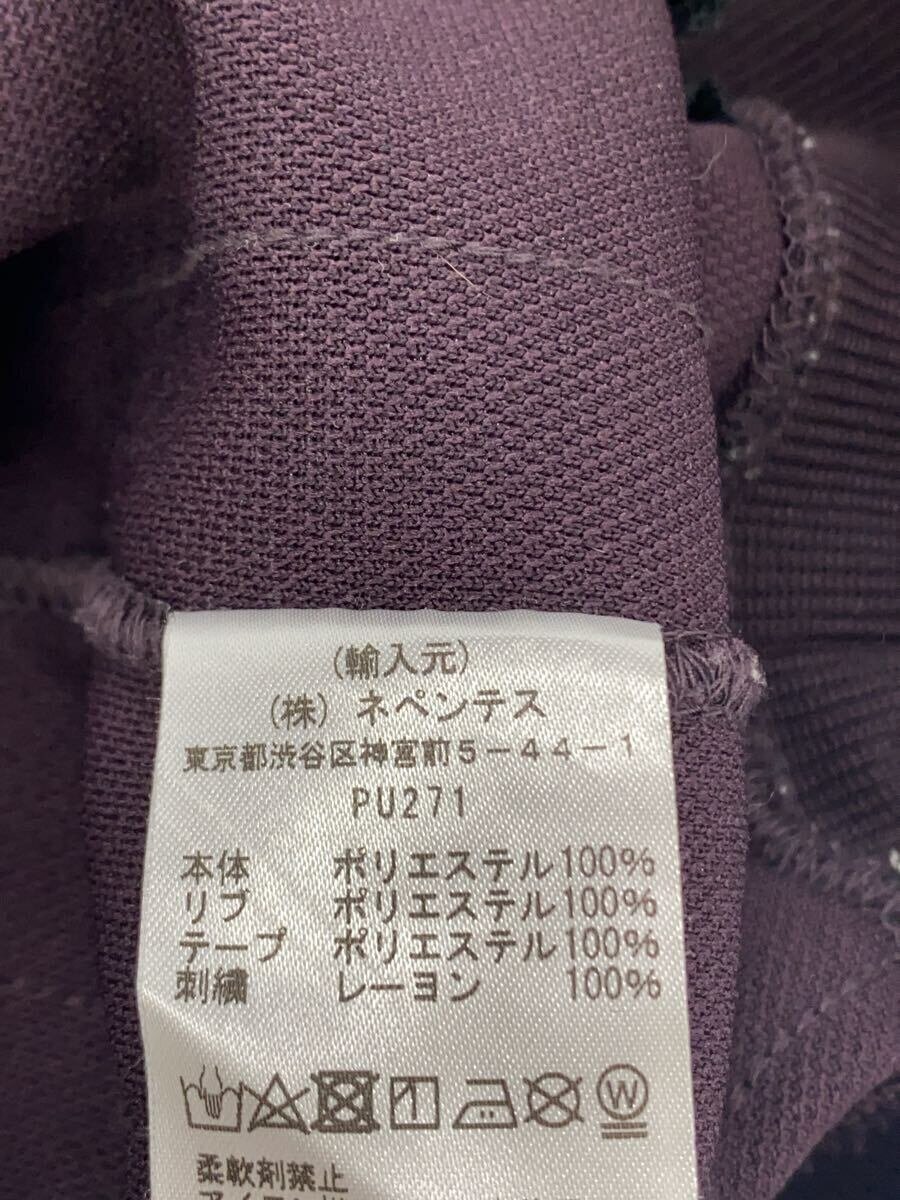 (輸入元)
(株) ネペンテス
東京都渋谷区神宮前5-44-1
PU271
本体 ポリエステル100%
リブ ポリエステル100%
テープ ポリエステル100%
刺繍 レーヨン 100%
W
柔軟剤禁止